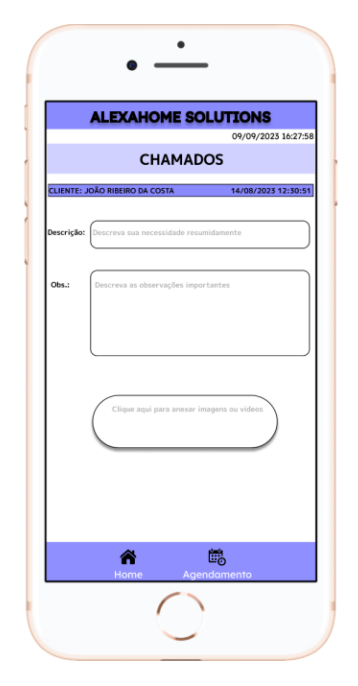 ALEXAHOME SOLUTIONS
09/09/2023 16:27:58
CHAMADOS
CLIENTE: JOÃO RIBEIRO DA COSTA 14/08/2023 12:30:51
Descrição: Descreva sua necessidade resumidamente
Obs.: Descreva as observações importantes
Clique aqui para anexar imagens ou videos
Home Agendamento